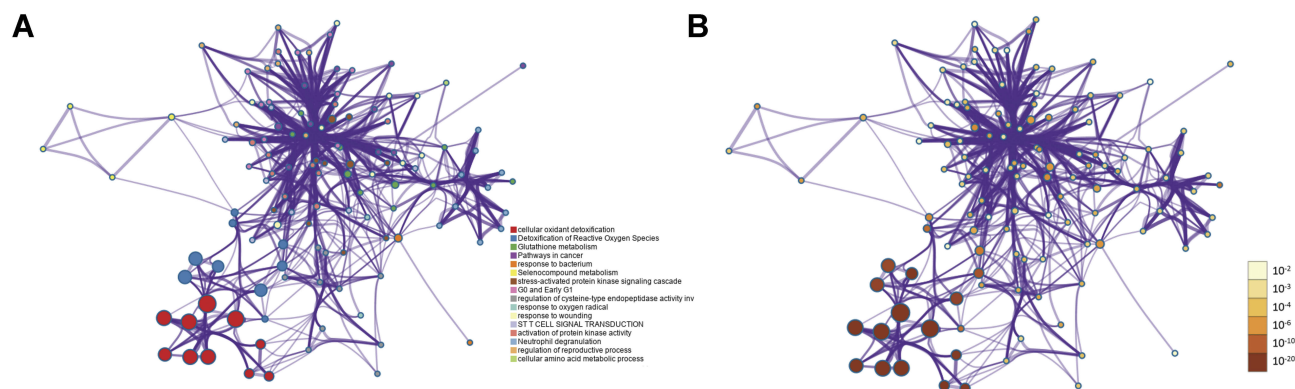 A
B
cellular oxidant detoxification
Detoxification of Reactive Oxygen Species
Glutathione metabolism
Pathways in cancer
response to bacterium
Selenocompound metabolism
stress-activated protein kinase signaling cascade
G0 and Early G1
regulation of cysteine-type endopeptidase activity inv
response to oxygen radical
response to wounding
ST T CELL SIGNAL TRANSDUCTION
activation of protein kinase activity
Neutrophil degranulation
regulation of reproductive process
cellular amino acid metabolic process
10⁻²
10⁻³
10⁻⁴
10⁻⁶
10⁻¹⁰
10⁻²⁰